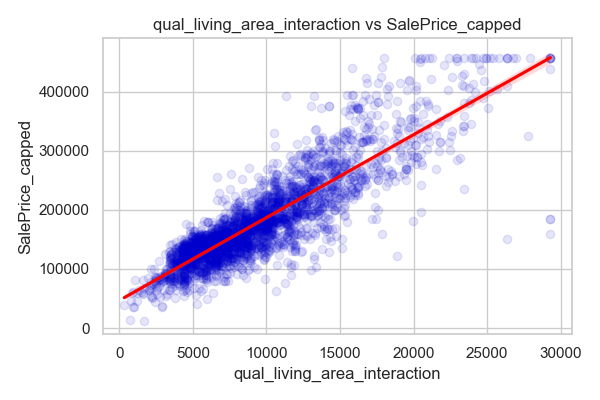 qual_living_area_interaction vs SalePrice_capped
400000
300000
200000
100000
0
SalePrice_capped
0 5000 10000 15000 20000 25000 30000
qual_living_area_interaction